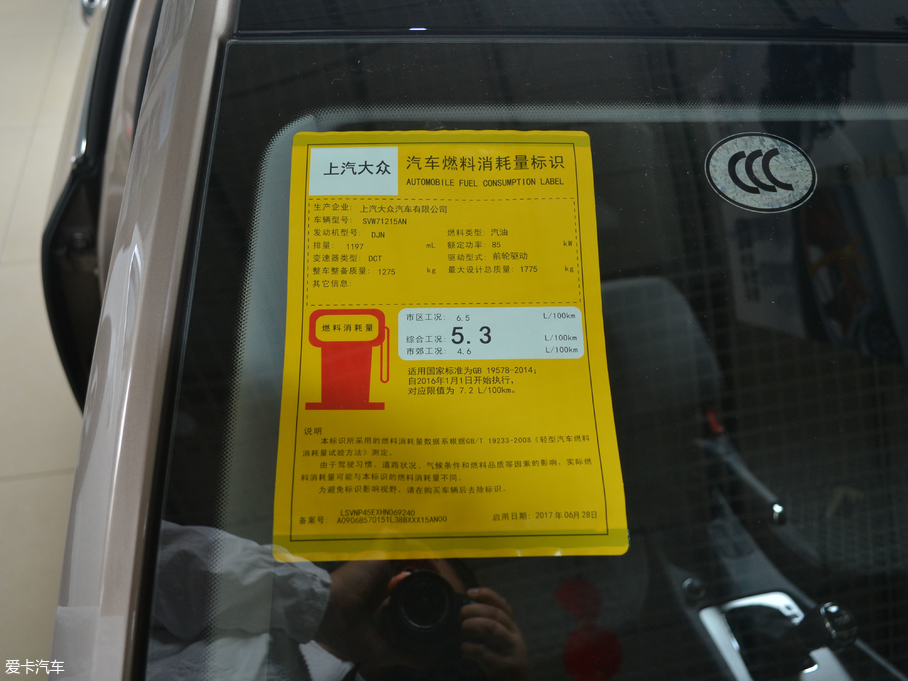 上汽大众
汽车燃料消耗量标识
AUTOMOBILE FUEL CONSUMPTION LABEL
生产企业: 上汽大众汽车有限公司
车辆型号: SVW71215AN
发动机型号: DJN 燃料类型: 汽油
排量: 1197 mL 额定功率: 85 kW
变速器类型: DCT 驱动型式: 前轮驱动
整车整备质量: 1275 kg 最大设计总质量: 1775 kg
其它信息:
燃料消耗量
市区工况: 6.5 L/100km
综合工况: 5.3 L/100km
市郊工况: 4.6 L/100km
适用国家标准为GB 19578-2014;
自2016年1月1日开始执行,
对应限值为 7.2 L/100km。
说明
本标识所采用的燃料消耗量数据系根据GB/T 19233-2008《轻型汽车燃料
消耗量试验方法》测定。
由于驾驶习惯、道路状况、气候条件和燃料品质等因素的影响,实际燃
料消耗量可能与本标识的燃料消耗量不同。
为避免标识影响视野,请在购买车辆后去除标识。
LSVNP45EXHN069240
备案号: A09068570151L38BXXX15AN00 启用日期: 2017年06月28日
CCC
爱卡汽车